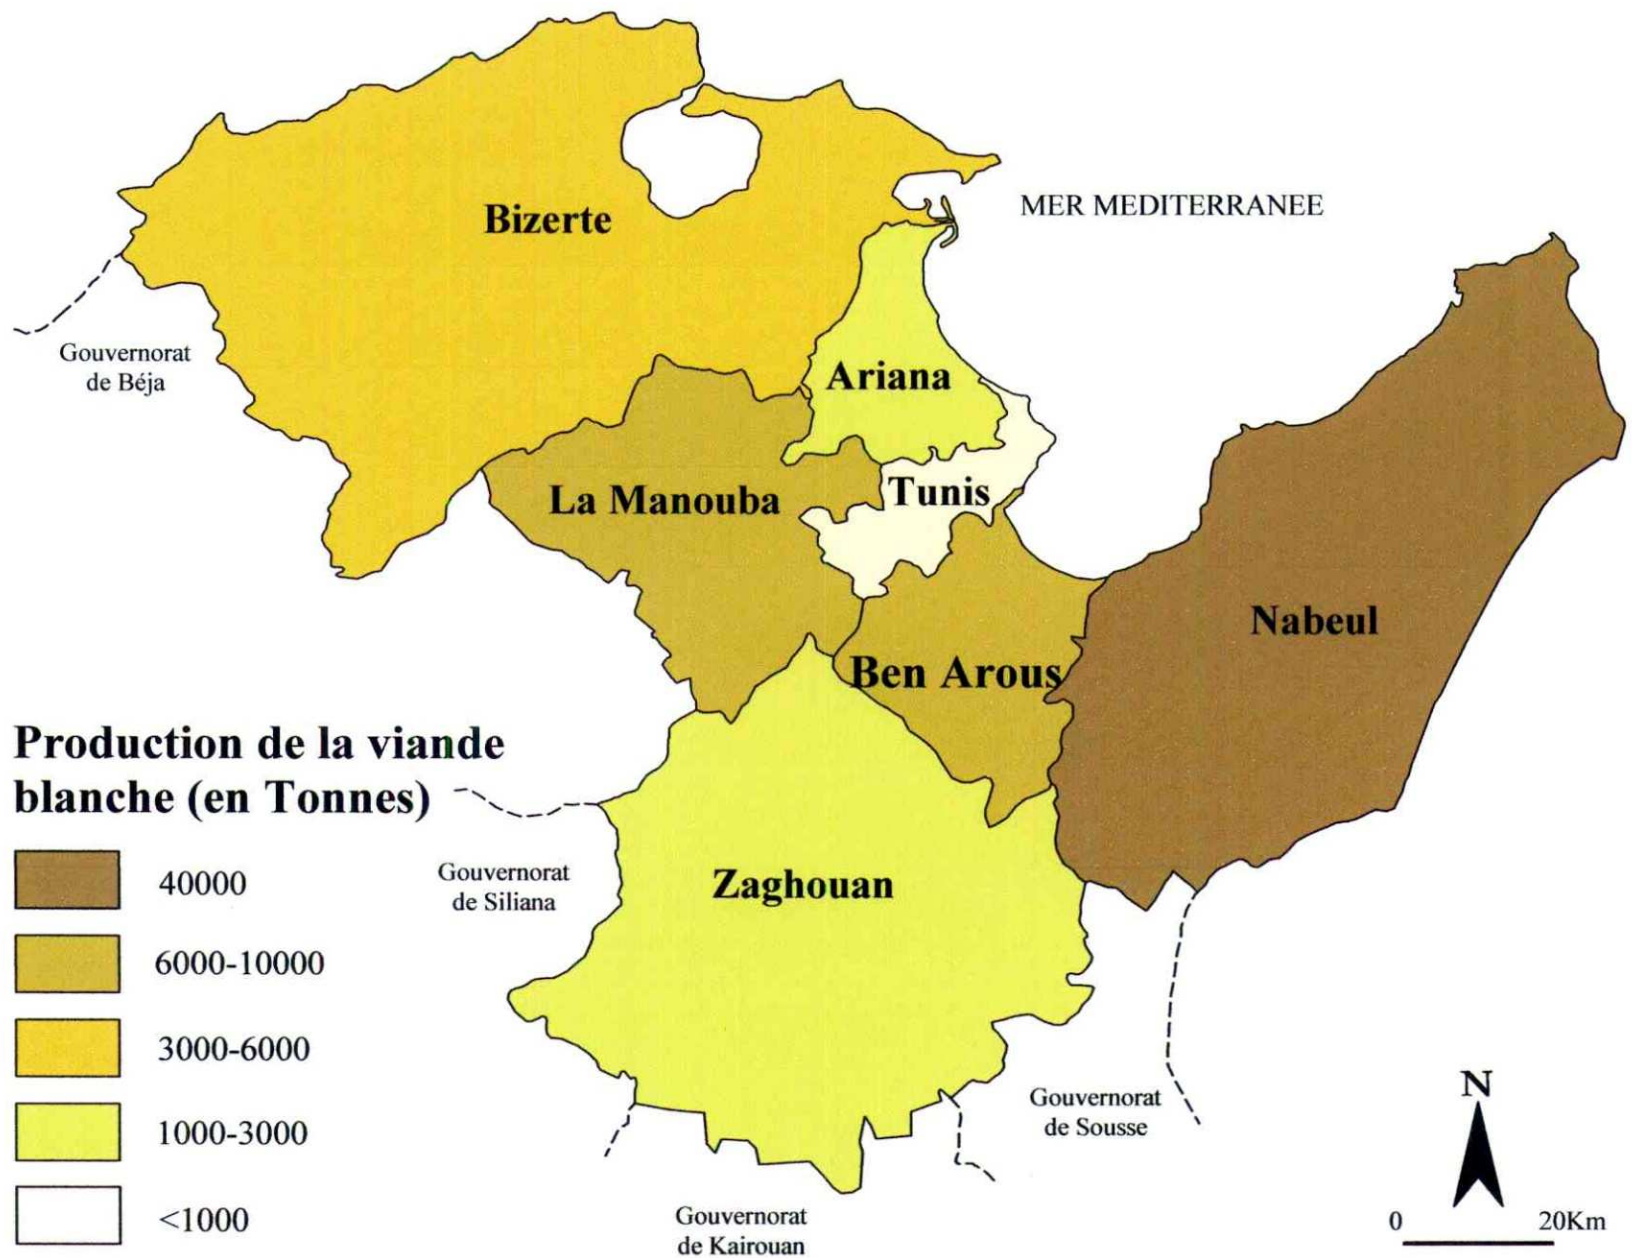 MER MEDITERRANEE
Bizerte
Gouvernorat
de Béja
Ariana
La Manouba
Tunis
Nabeul
Ben Arous
Production de la viande
blanche (en Tonnes)
40000
6000-10000
3000-6000
1000-3000
<1000
Gouvernorat
de Siliana
Zaghouan
Gouvernorat
de Sousse
Gouvernorat
de Kairouan
N
0 20Km